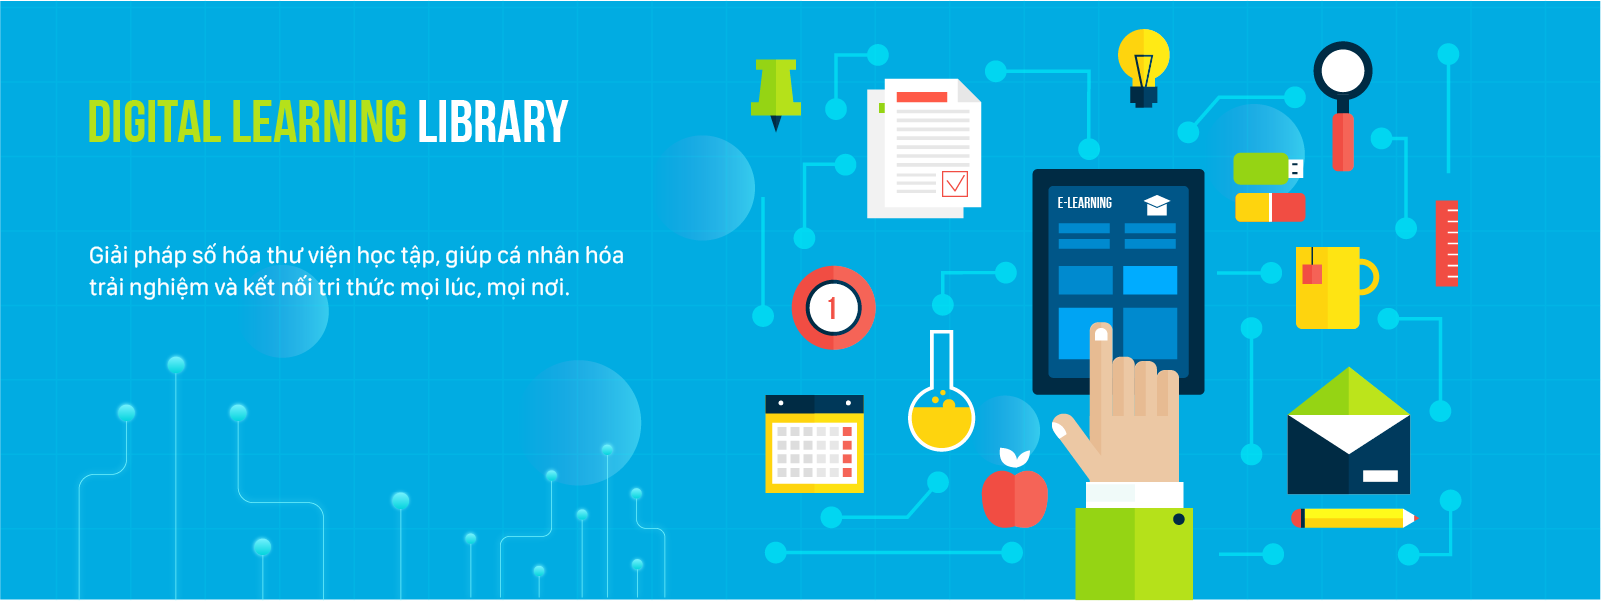 DIGITAL LEARNING LIBRARY
Giải pháp số hóa thư viện học tập, giúp cá nhân hóa
trải nghiệm và kết nối tri thức mọi lúc, mọi nơi.
E-LEARNING
1